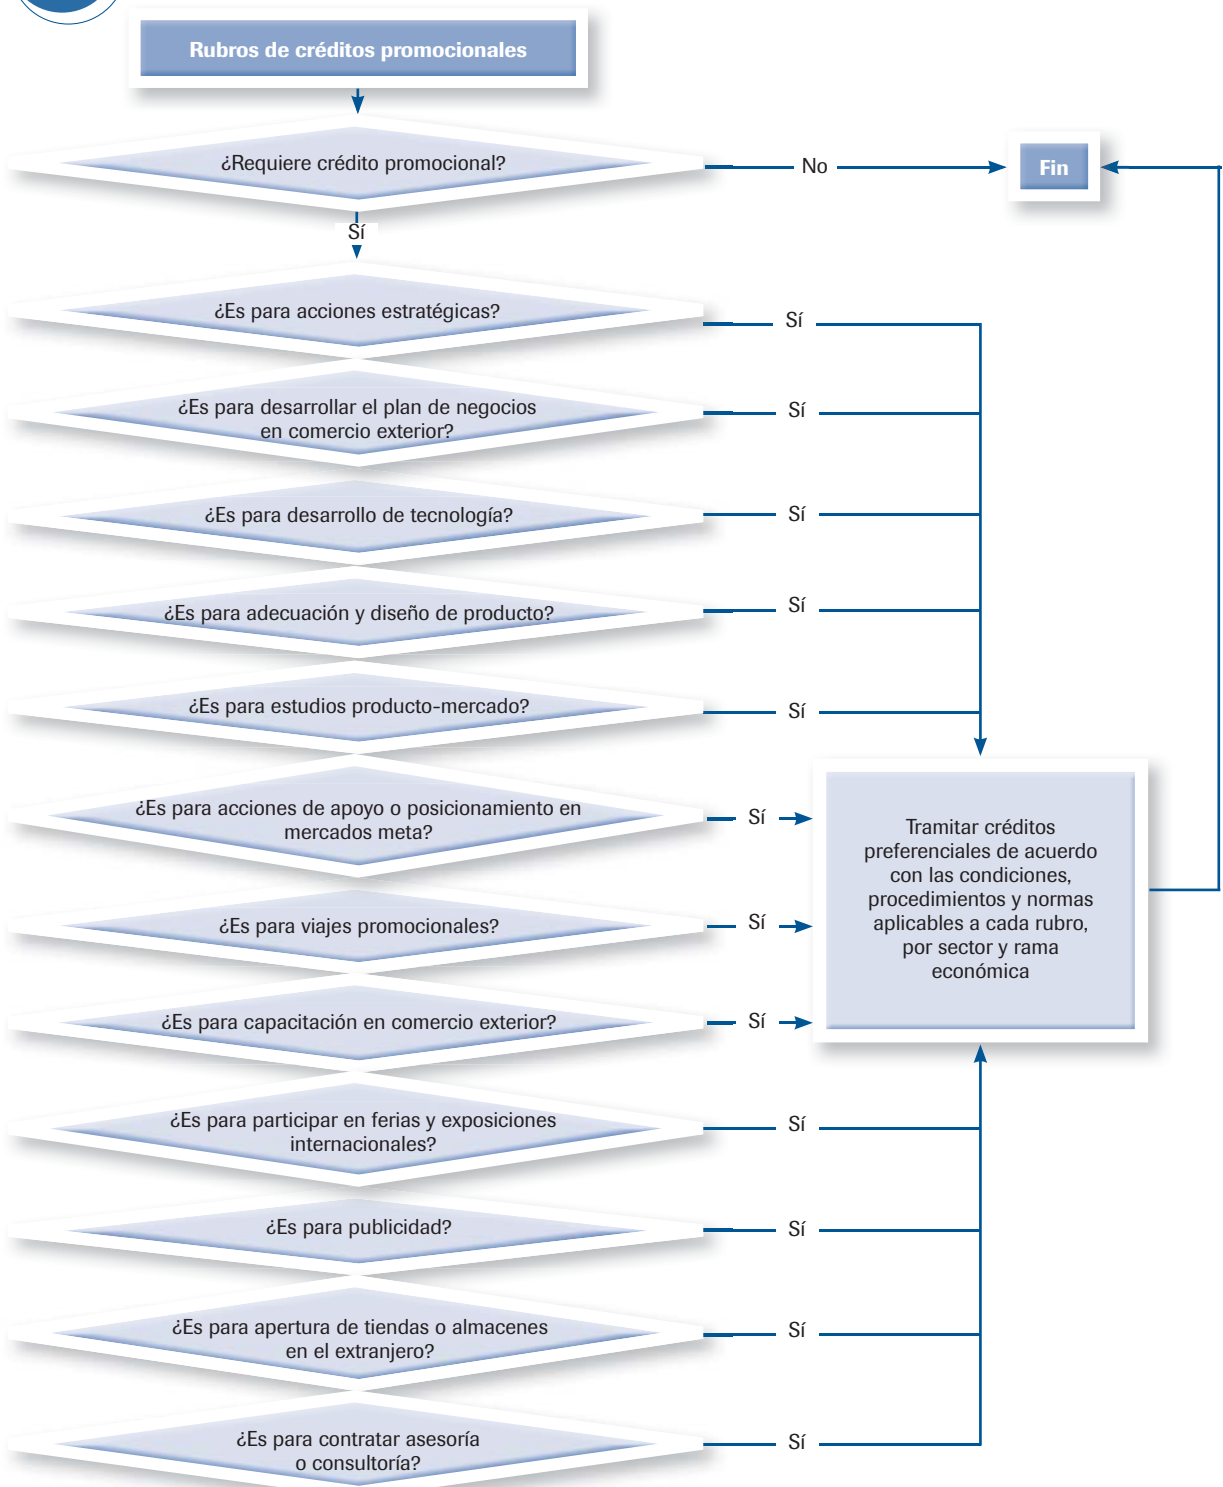 Rubros de créditos promocionales
¿Requiere crédito promocional?
No
Fin
Sí
¿Es para acciones estratégicas?
Sí
¿Es para desarrollar el plan de negocios
en comercio exterior?
Sí
¿Es para desarrollo de tecnología?
Sí
¿Es para adecuación y diseño de producto?
Sí
¿Es para estudios producto-mercado?
Sí
¿Es para acciones de apoyo o posicionamiento en
mercados meta?
Sí
Tramitar créditos
preferenciales de acuerdo
con las condiciones,
procedimientos y normas
aplicables a cada rubro,
por sector y rama
económica
¿Es para viajes promocionales?
Sí
¿Es para capacitación en comercio exterior?
Sí
¿Es para participar en ferias y exposiciones
internacionales?
Sí
¿Es para publicidad?
Sí
¿Es para apertura de tiendas o almacenes
en el extranjero?
Sí
¿Es para contratar asesoría
o consultoría?
Sí